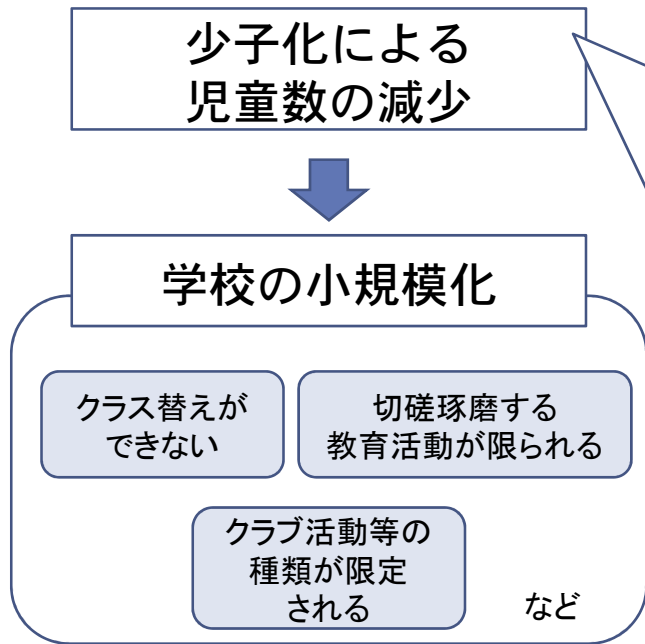 少子化による
児童数の減少
学校の小規模化
クラス替えが
できない
切磋琢磨する
教育活動が限られる
クラブ活動等の
種類が限定
される
など